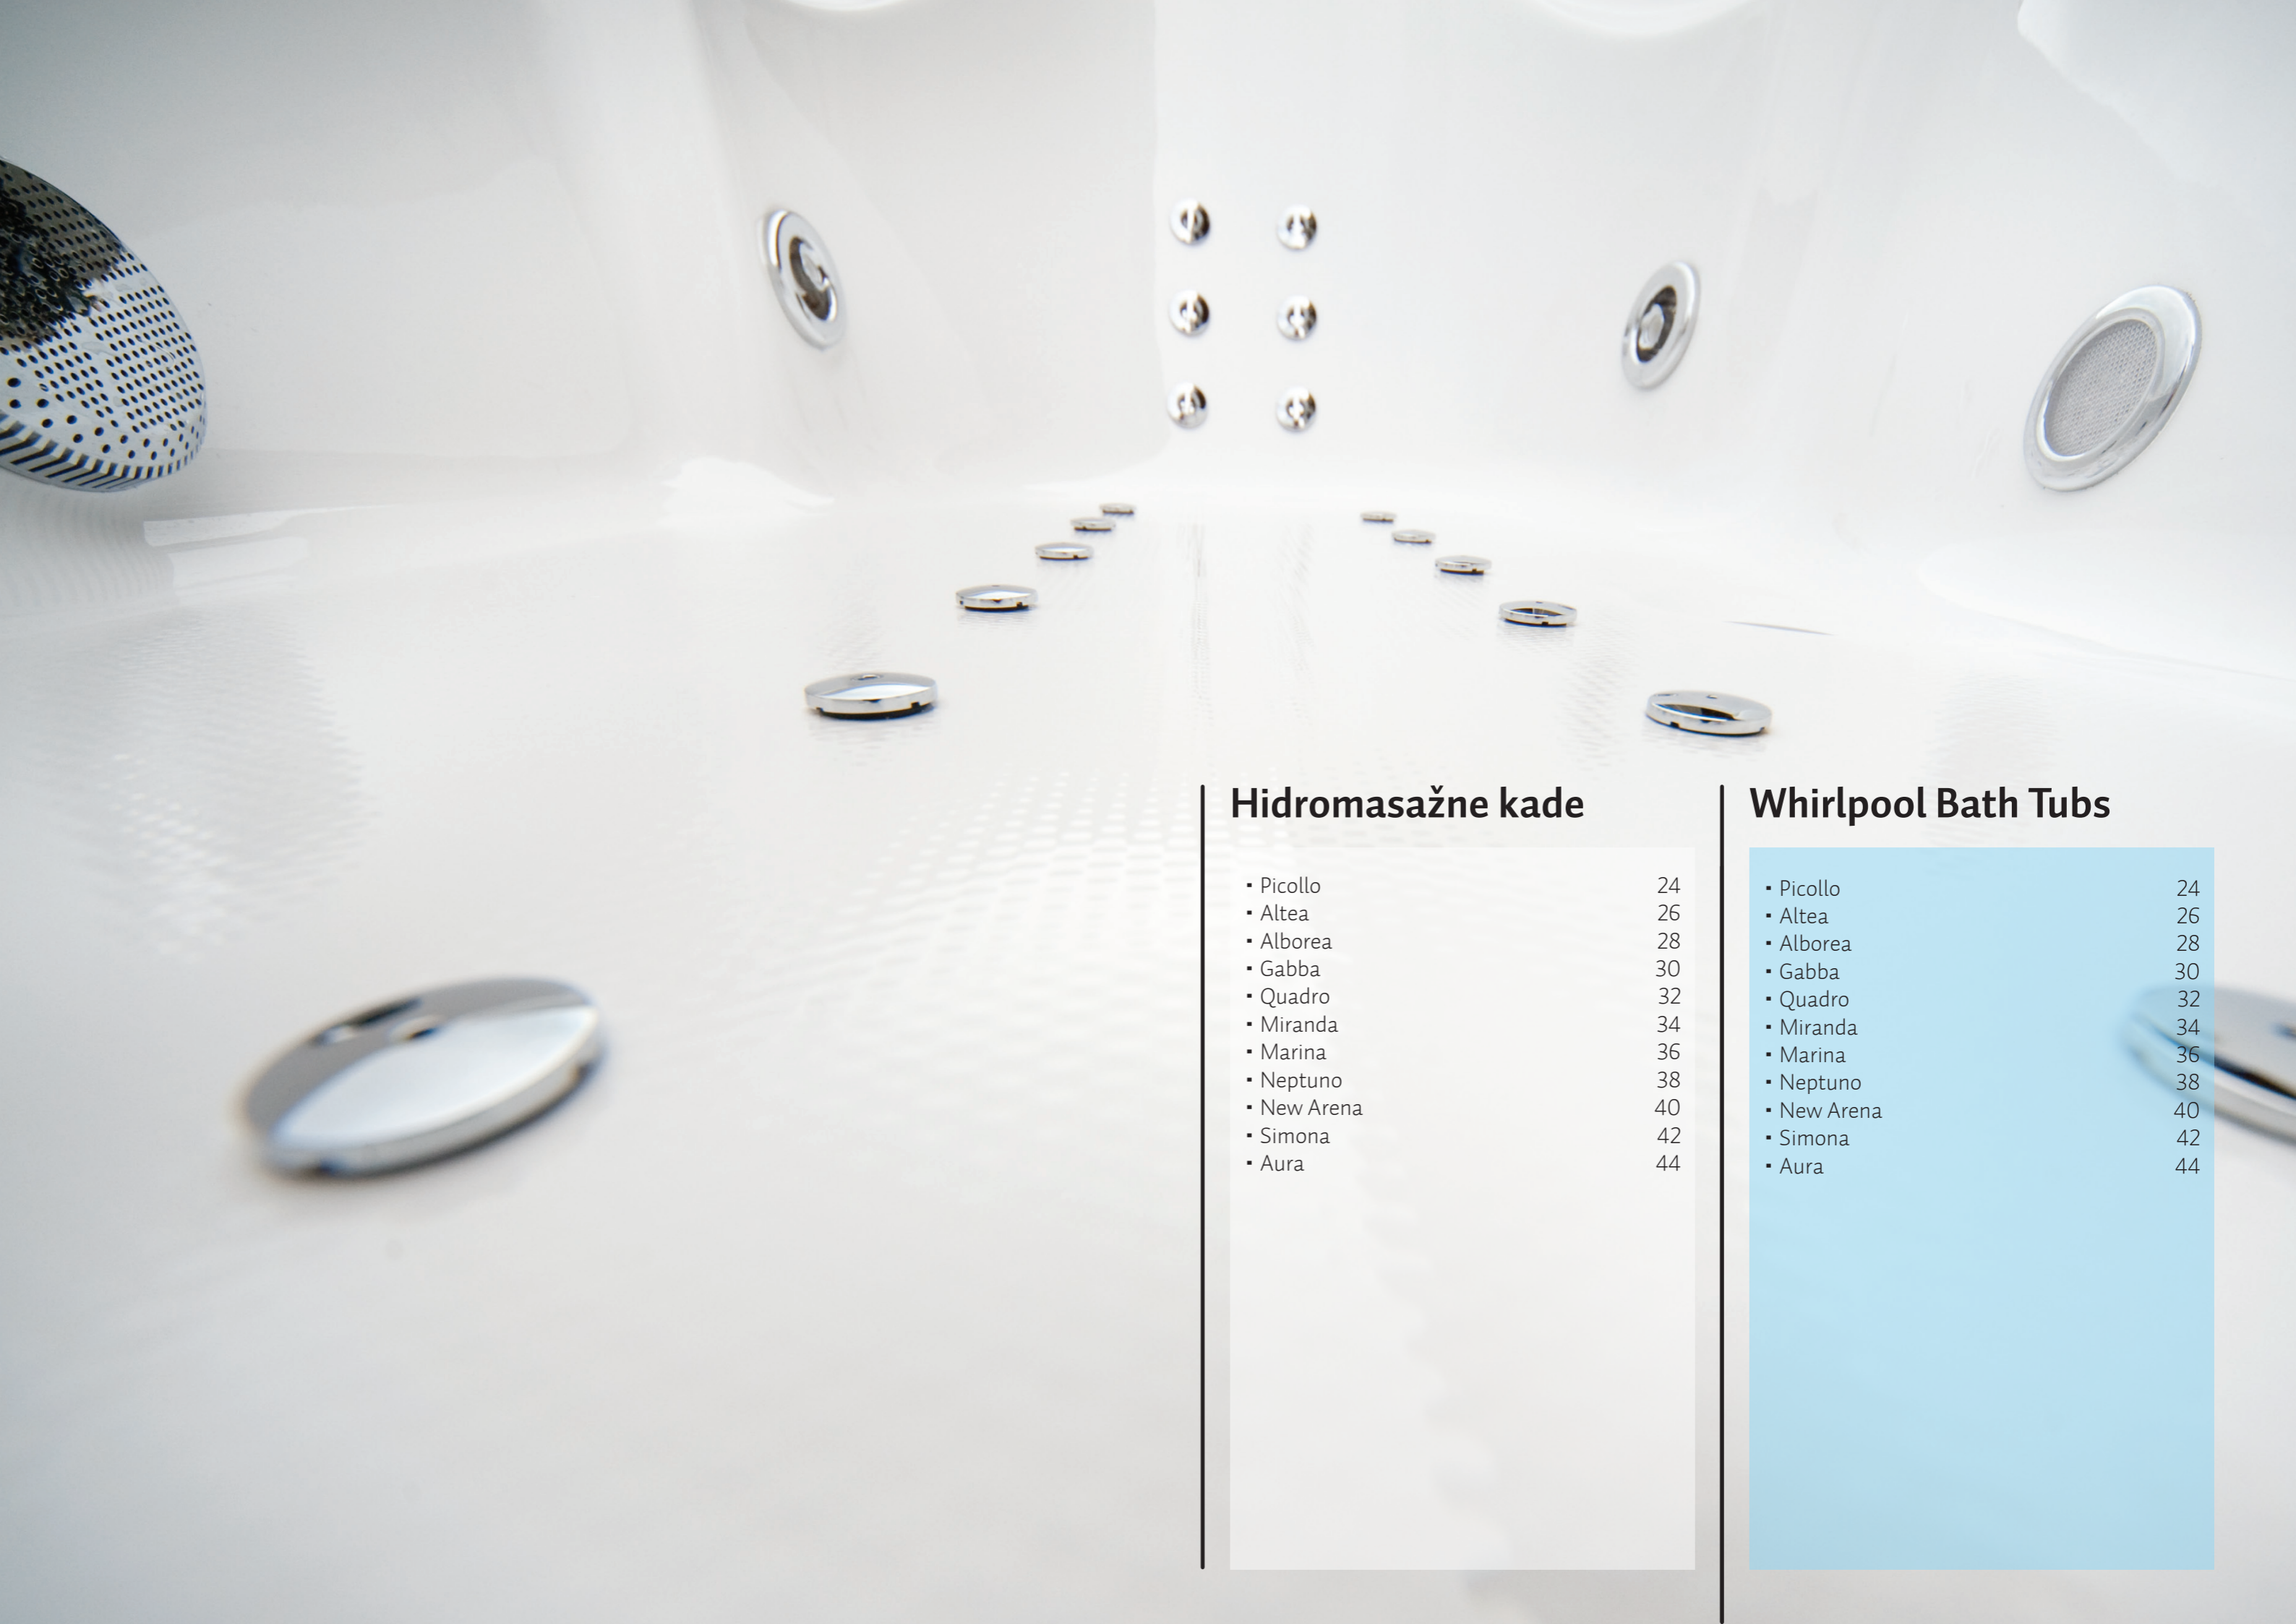 Hidromasažne kade
▪ Picollo 24
▪ Altea 26
▪ Alborea 28
▪ Gabba 30
▪ Quadro 32
▪ Miranda 34
▪ Marina 36
▪ Neptuno 38
▪ New Arena 40
▪ Simona 42
▪ Aura 44
Whirlpool Bath Tubs
▪ Picollo 24
▪ Altea 26
▪ Alborea 28
▪ Gabba 30
▪ Quadro 32
▪ Miranda 34
▪ Marina 36
▪ Neptuno 38
▪ New Arena 40
▪ Simona 42
▪ Aura 44